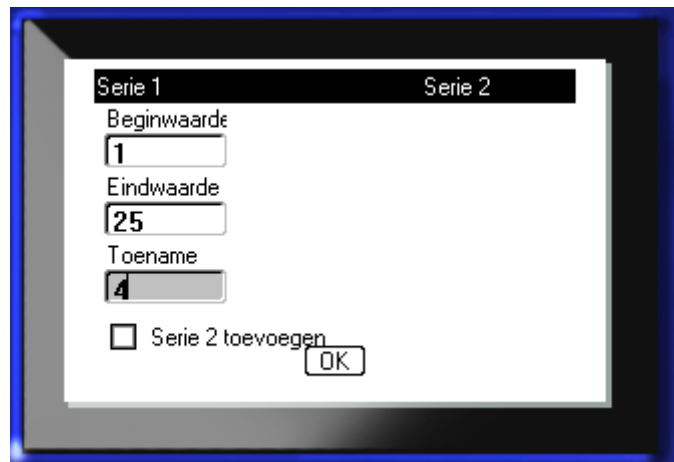 Serie 1 Serie 2
Beginwaarde
1
Eindwaarde
25
Toename
4
Serie 2 toevoegen
OK